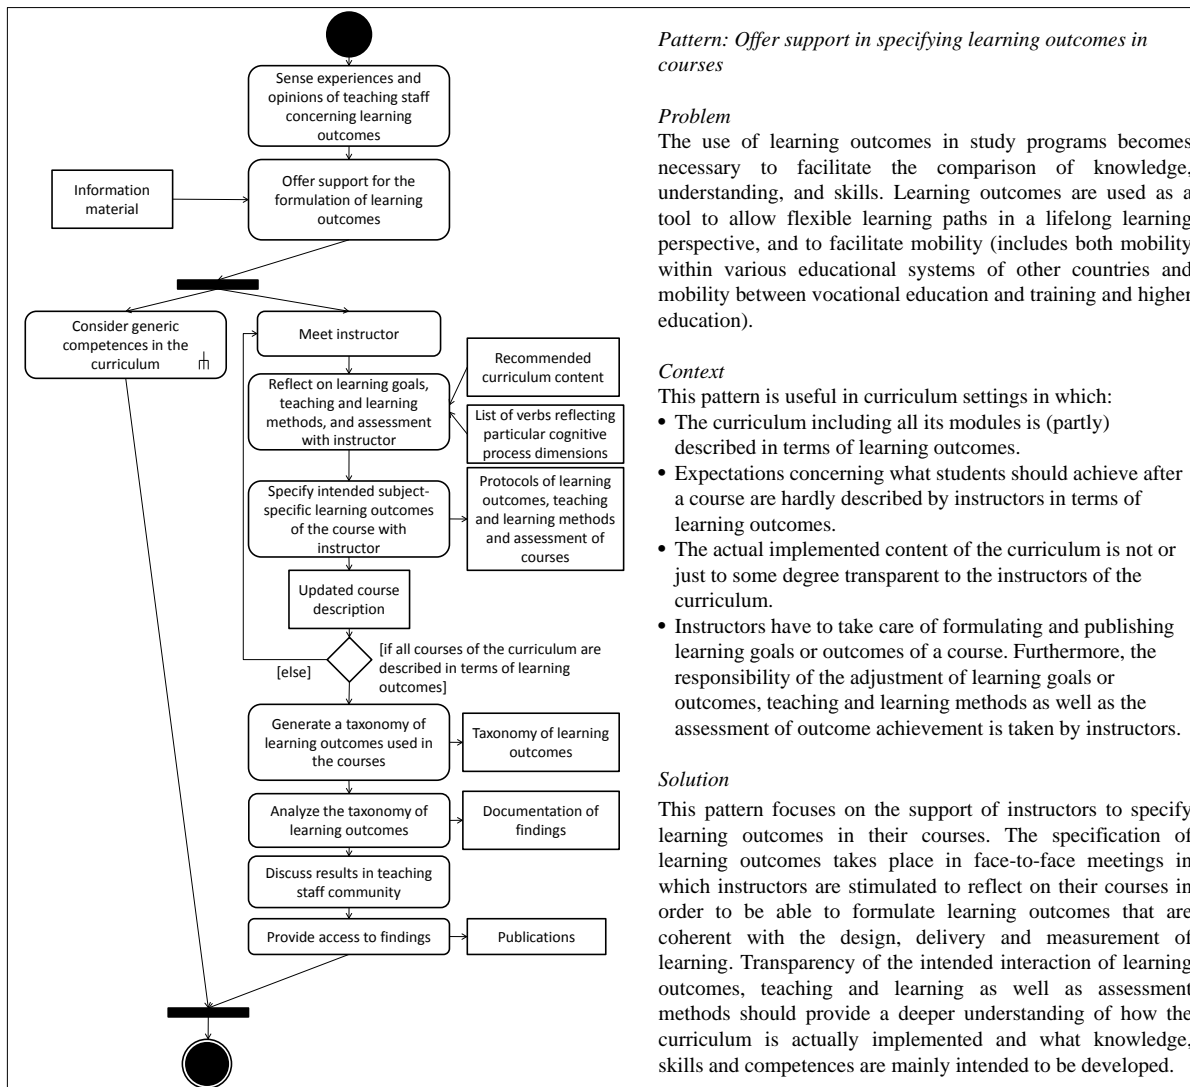 Sense experiences and
opinions of teaching staff
concerning learning
outcomes
Information
material
Offer support for the
formulation of learning
outcomes
Consider generic
competences in the
curriculum
Meet instructor
Reflect on learning goals,
teaching and learning
methods, and assessment
with instructor
Recommended
curriculum content
List of verbs reflecting
particular cognitive
process dimensions
Specify intended subject-
specific learning outcomes
of the course with
instructor
Protocols of learning
outcomes, teaching
and learning methods
and assessment of
courses
Updated course
description
[else]
[if all courses of the curriculum are
described in terms of learning
outcomes]
Generate a taxonomy of
learning outcomes used in
the courses
Taxonomy of learning
outcomes
Analyze the taxonomy of
learning outcomes
Documentation of
findings
Discuss results in teaching
staff community
Provide access to findings
Publications
Pattern: Offer support in specifying learning outcomes in
courses
Problem
The use of learning outcomes in study programs becomes
necessary to facilitate the comparison of knowledge,
understanding, and skills. Learning outcomes are used as a
tool to allow flexible learning paths in a lifelong learning
perspective, and to facilitate mobility (includes both mobility
within various educational systems of other countries and
mobility between vocational education and training and higher
education).
Context
This pattern is useful in curriculum settings in which:
• The curriculum including all its modules is (partly)
described in terms of learning outcomes.
• Expectations concerning what students should achieve after
a course are hardly described by instructors in terms of
learning outcomes.
• The actual implemented content of the curriculum is not or
just to some degree transparent to the instructors of the
curriculum.
• Instructors have to take care of formulating and publishing
learning goals or outcomes of a course. Furthermore, the
responsibility of the adjustment of learning goals or
outcomes, teaching and learning methods as well as the
assessment of outcome achievement is taken by instructors.
Solution
This pattern focuses on the support of instructors to specify
learning outcomes in their courses. The specification of
learning outcomes takes place in face-to-face meetings in
which instructors are stimulated to reflect on their courses in
order to be able to formulate learning outcomes that are
coherent with the design, delivery and measurement of
learning. Transparency of the intended interaction of learning
outcomes, teaching and learning as well as assessment
methods should provide a deeper understanding of how the
curriculum is actually implemented and what knowledge,
skills and competences are mainly intended to be developed.